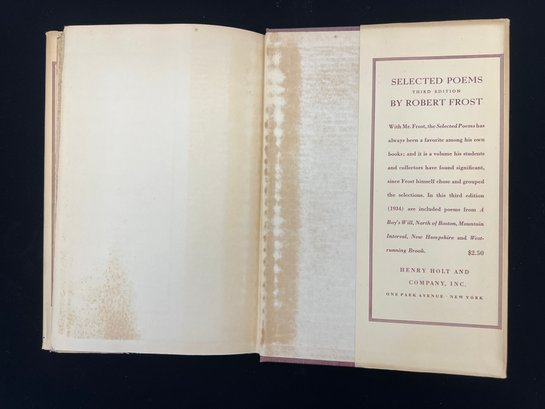 SELECTED POEMS
THIRD EDITION
BY ROBERT FROST
With Mr. Frost, the Selected Poems has
always been a favorite among his own
books; and it is a volume his students
and collectors have found significant,
since Frost himself chose and grouped
the selections. In this third edition
(1934) are included poems from A
Boy's Will, North of Boston, Mountain
Interval, New Hampshire and West-
running Brook. $2.50
HENRY HOLT AND
COMPANY, INC.
ONE PARK AVENUE · NEW YORK